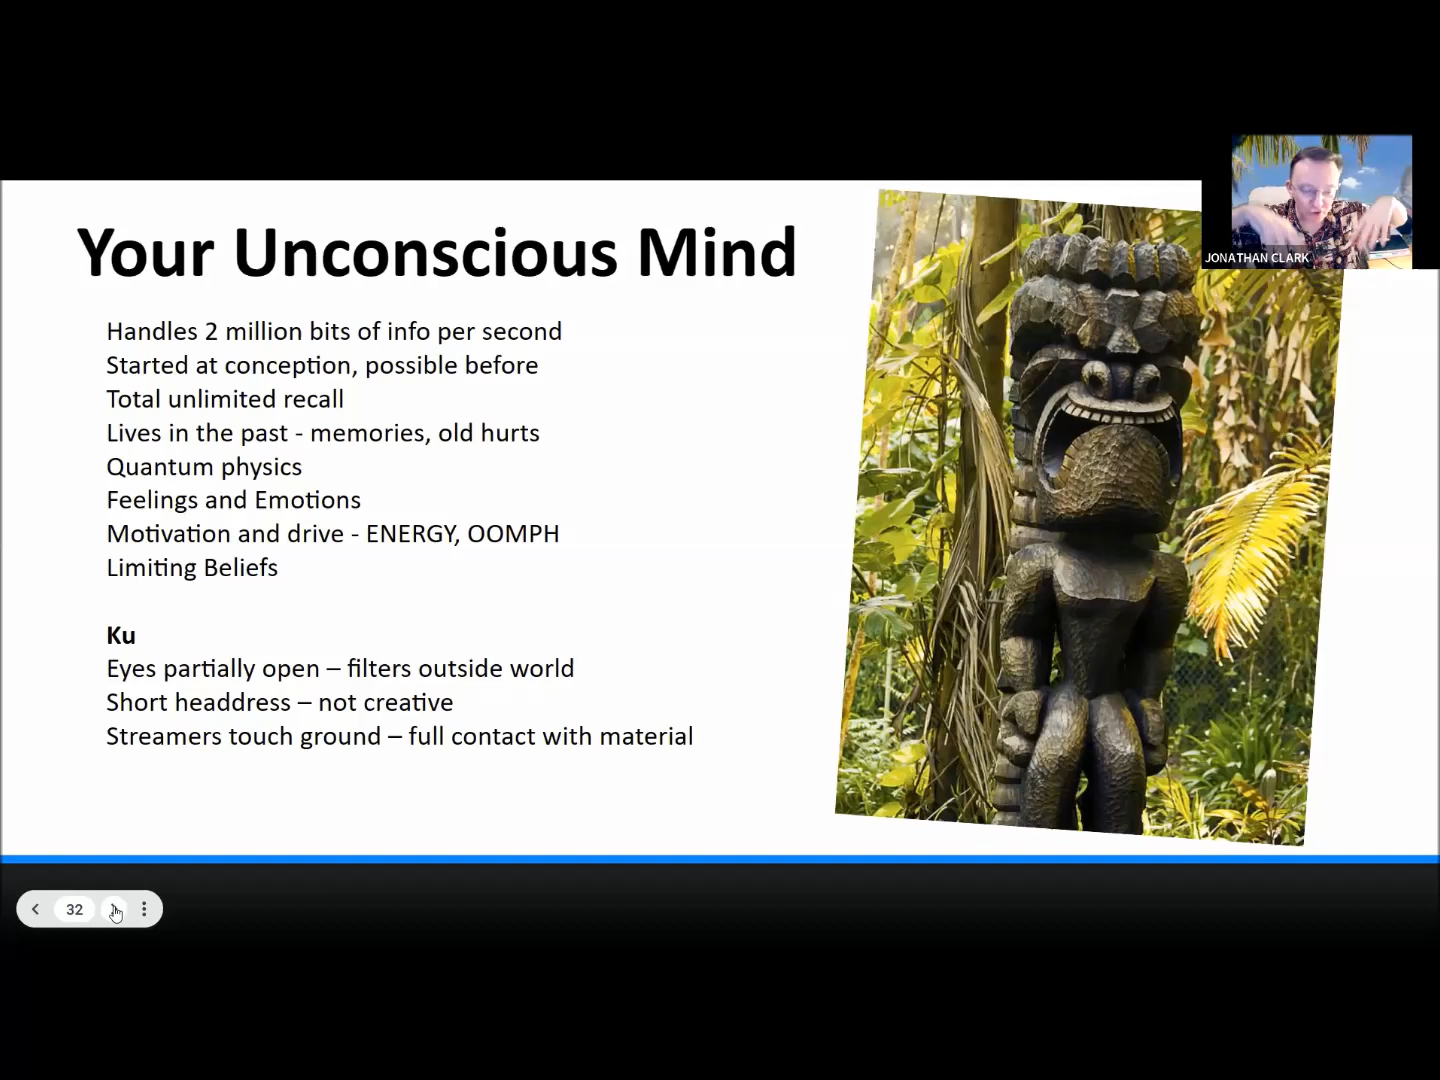 Your Unconscious Mind
Handles 2 million bits of info per second
Started at conception, possible before
Total unlimited recall
Lives in the past - memories, old hurts
Quantum physics
Feelings and Emotions
Motivation and drive - ENERGY, OOMPH
Limiting Beliefs
Ku
Eyes partially open – filters outside world
Short headdress – not creative
Streamers touch ground – full contact with material
JONATHAN CLARK
32